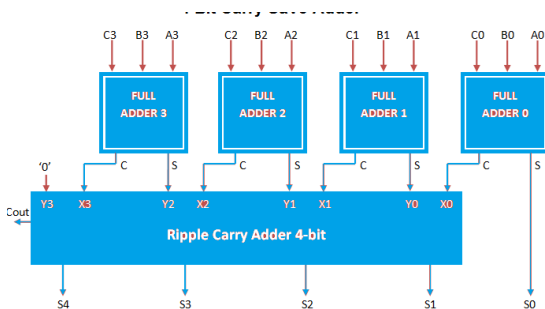 C3 B3 A3 C2 B2 A2 C1 B1 A1 C0 B0 A0
FULL FULL FULL FULL
ADDER 3 ADDER 2 ADDER 1 ADDER 0
‘0’ C S C S C S C S
Y3 X3 Y2 X2 Y1 X1 Y0 X0
Cout
Ripple Carry Adder 4-bit
S4 S3 S2 S1 S0